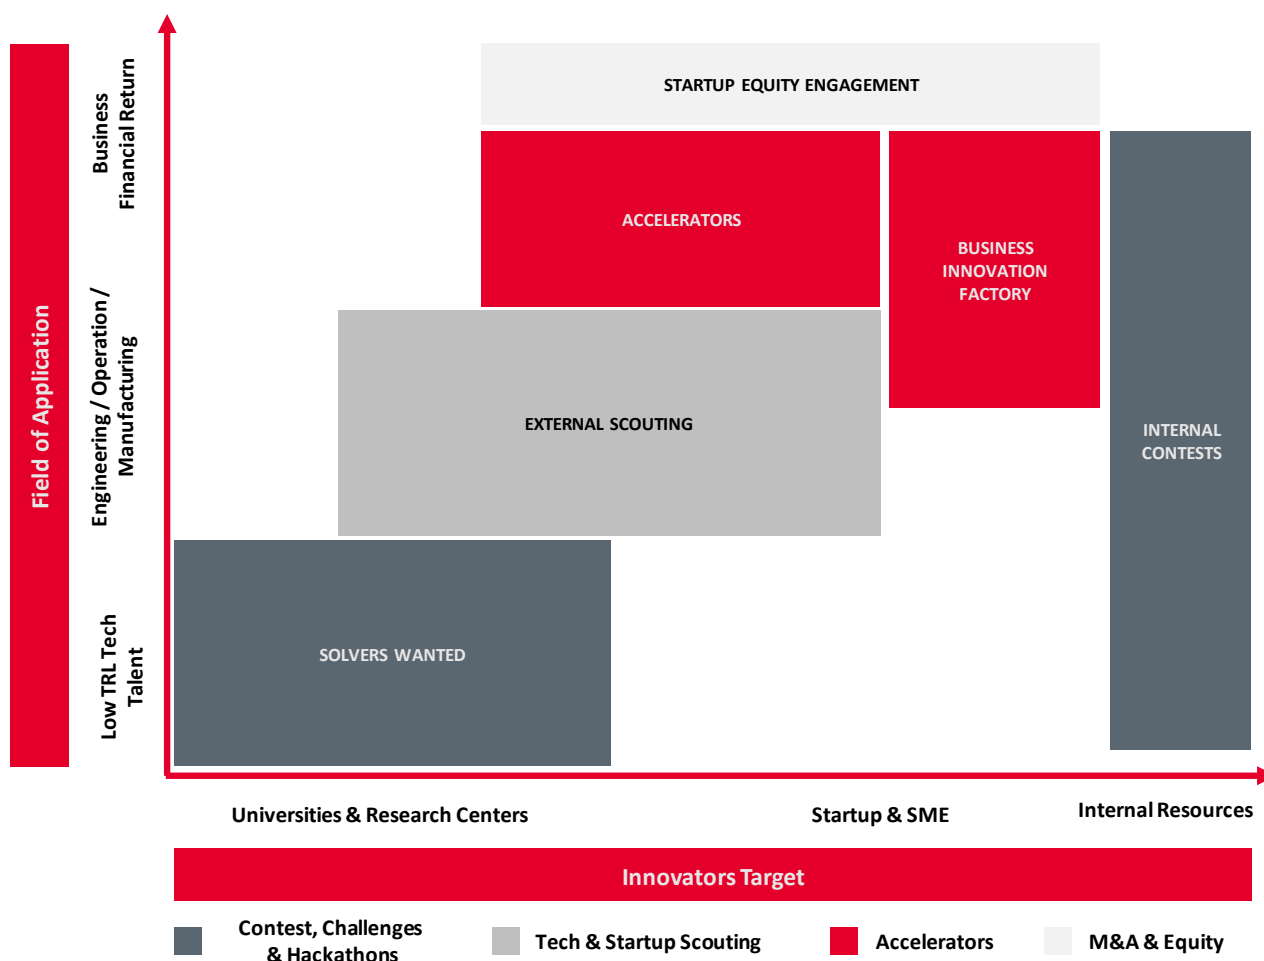 Field of Application
Business
Financial Return
Engineering / Operation /
Manufacturing
Low TRL Tech
Talent
STARTUP EQUITY ENGAGEMENT
ACCELERATORS
BUSINESS
INNOVATION
FACTORY
EXTERNAL SCOUTING
INTERNAL
CONTESTS
SOLVERS WANTED
Universities & Research Centers
Startup & SME
Internal Resources
Innovators Target
Contest, Challenges
& Hackathons
Tech & Startup Scouting
Accelerators
M&A & Equity